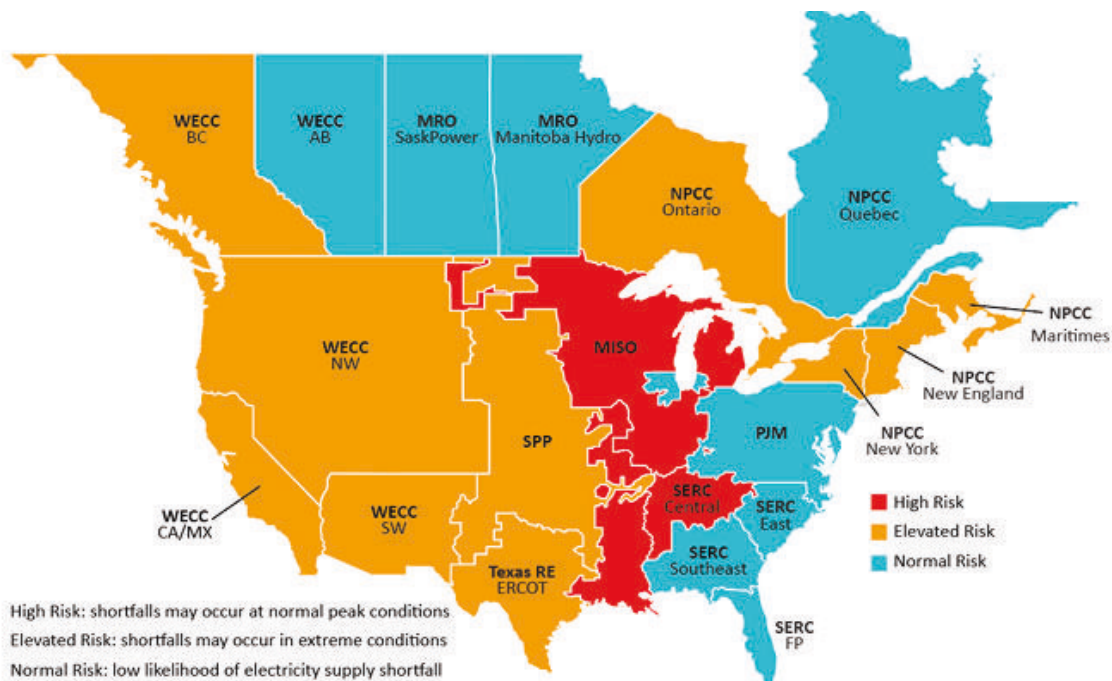 WECC
BC
WECC
AB
MRO
SaskPower
MRO
Manitoba Hydro
NPCC
Ontario
NPCC
Quebec
NPCC
Maritimes
NPCC
New England
NPCC
New York
WECC
NW
MISO
SPP
PJM
WECC
CA/MX
WECC
SW
SERC
Central
SERC
East
SERC
Southeast
Texas RE
ERCOT
SERC
FP
High Risk
Elevated Risk
Normal Risk
High Risk: shortfalls may occur at normal peak conditions
Elevated Risk: shortfalls may occur in extreme conditions
Normal Risk: low likelihood of electricity supply shortfall